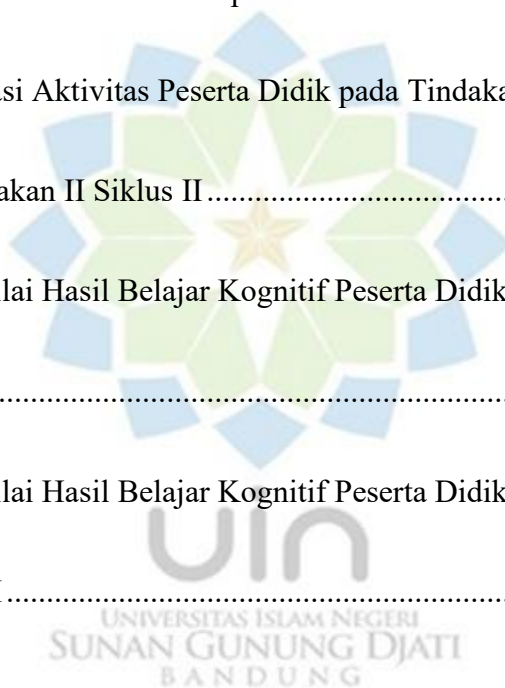 si Aktivitas Peserta Didik pada
akan II Siklus II ........................................
lai Hasil Belajar Kognitif Peserta Didik
................................................................
lai Hasil Belajar Kognitif Peserta Didik
................................................................
uin
UNIVERSITAS ISLAM NEGERI
SUNAN GUNUNG DJATI
BANDUNG